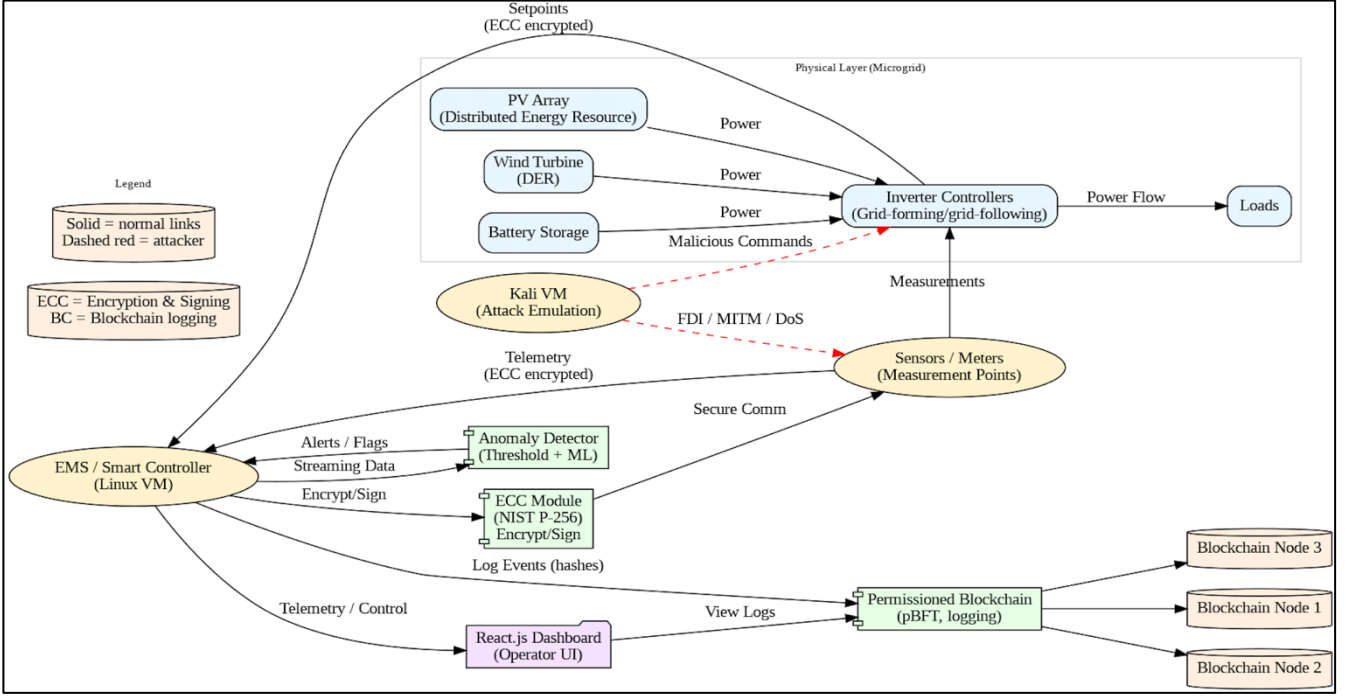 Setpoints
(ECC encrypted)
Physical Layer (Microgrid)
PV Array
(Distributed Energy Resource)
Power
Wind Turbine
(DER)
Power
Legend
Inverter Controllers
(Grid-forming/grid-following)
Power Flow
Loads
Solid = normal links
Dashed red = attacker
Battery Storage
Power
Malicious Commands
Measurements
ECC = Encryption & Signing
BC = Blockchain logging
Kali VM
(Attack Emulation)
FDI / MITM / DoS
Sensors / Meters
(Measurement Points)
Telemetry
(ECC encrypted)
Secure Comm
Alerts / Flags
Anomaly Detector
(Threshold + ML)
EMS / Smart Controller
(Linux VM)
Streaming Data
Encrypt/Sign
ECC Module
(NIST P-256)
Encrypt/Sign
Log Events (hashes)
Blockchain Node 3
Permissioned Blockchain
(pBFT, logging)
Blockchain Node 1
Telemetry / Control
View Logs
React.js Dashboard
(Operator UI)
Blockchain Node 2